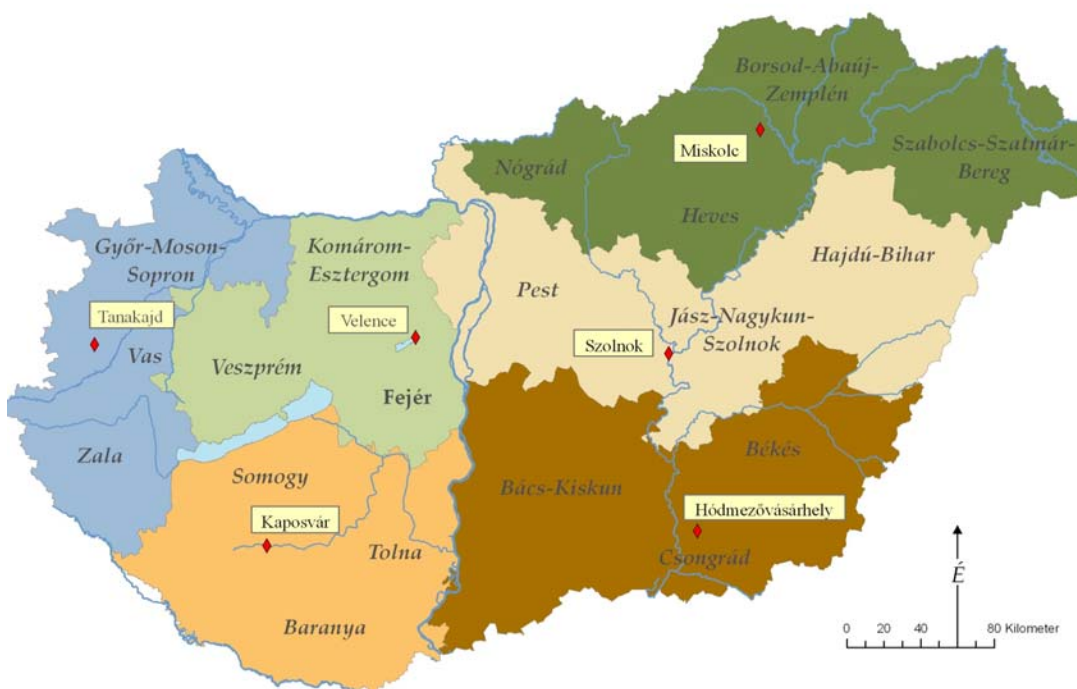 Borsod-Abaúj-
Zemplén
Miskolc
Nógrád
Szabolcs-Szatmár-
Bereg
Heves
Győr-Moson-
Sopron
Komárom-
Esztergom
Hajdú-Bihar
Pest
Tanakajd
Velence
Jász-Nagykun-
Szolnok
Szolnok
Vas
Veszprém
Fejér
Zala
Somogy
Békés
Bács-Kiskun
Hódmezővásárhely
Kaposvár
Tolna
Csongrád
Baranya
É
0 20 40 80 Kilometer